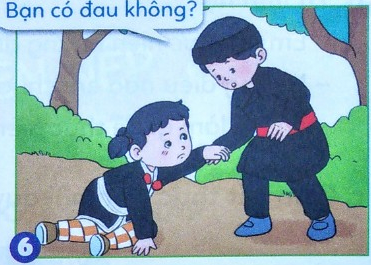 Bạn có đau không?
6